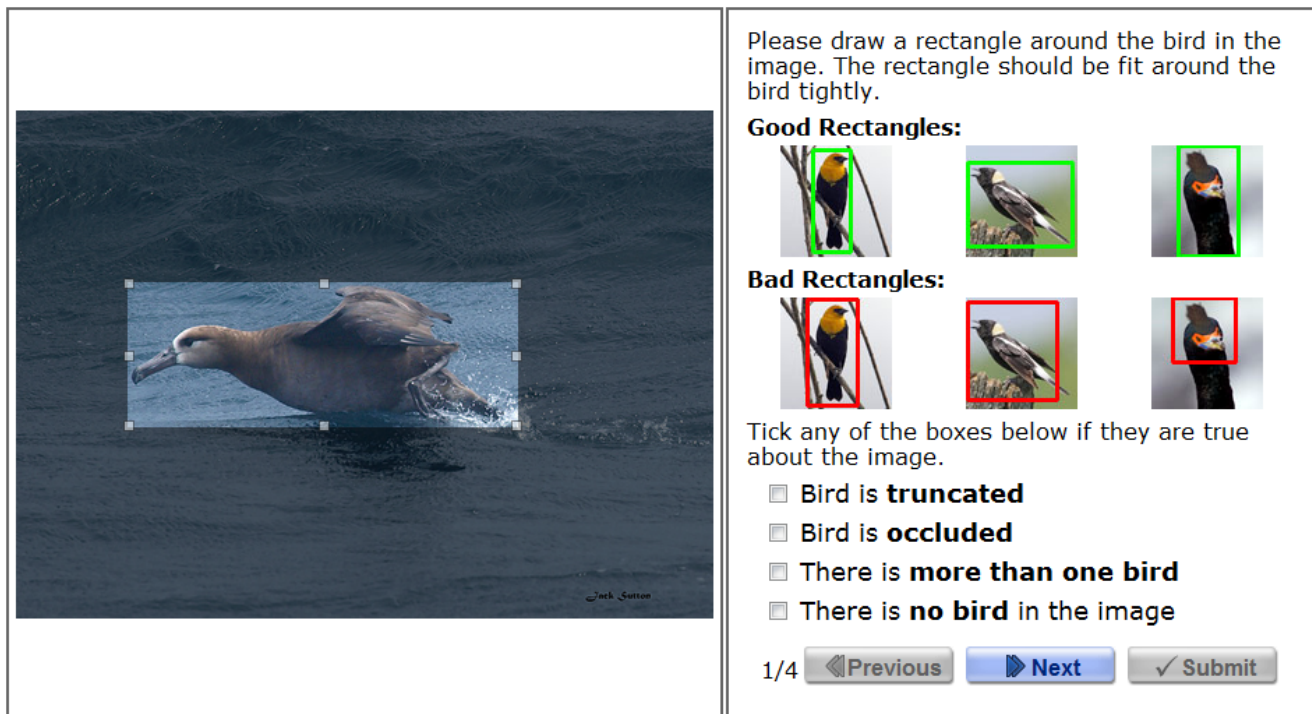 Please draw a rectangle around the bird in the
image. The rectangle should be fit around the
bird tightly.
Good Rectangles:
Bad Rectangles:
Tick any of the boxes below if they are true
about the image.
Bird is truncated
Bird is occluded
There is more than one bird
There is no bird in the image
Jack Sutton
1/4 Previous Next Submit